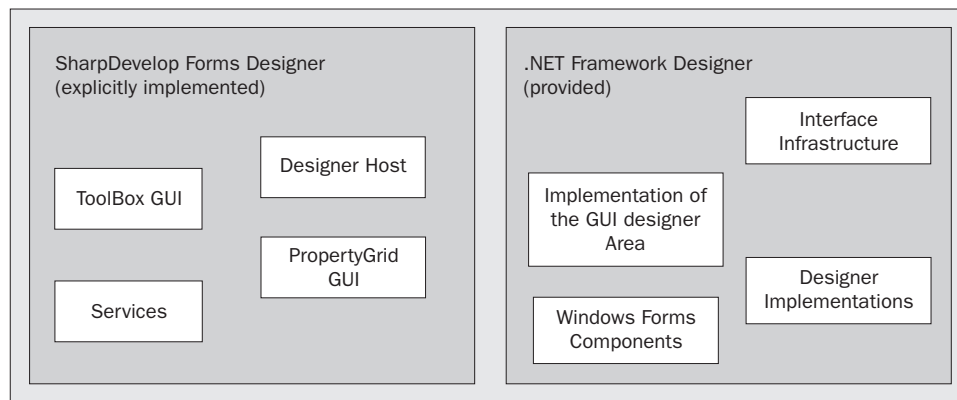 SharpDevelop Forms Designer
(explicitly implemented)
ToolBox GUI
Designer Host
PropertyGrid
GUI
Services
.NET Framework Designer
(provided)
Interface
Infrastructure
Implementation of
the GUI designer
Area
Designer
Implementations
Windows Forms
Components